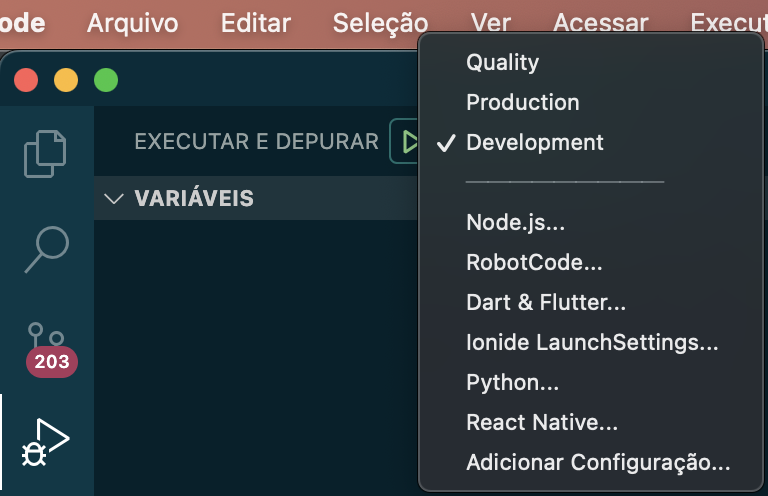 ode Arquivo Editar Seleção Ver Acessar Execut
Quality
Production
EXECUTAR E DEPURAR
Development
VARIÁVEIS
Node.js...
RobotCode...
Dart & Flutter...
Ionide LaunchSettings...
203
Python...
React Native...
Adicionar Configuração...